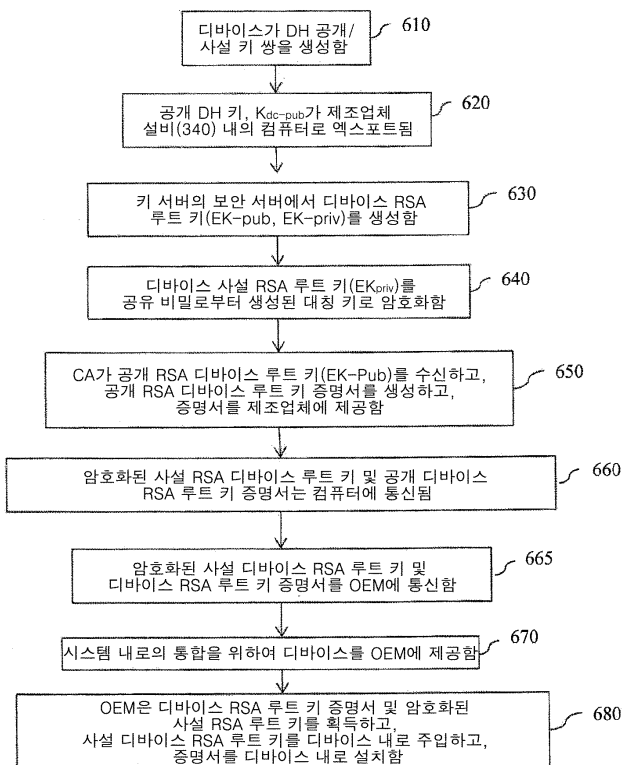 디바이스가 DH 공개/
사설 키 쌍을 생성함
610
공개 DH 키, Kdc-pub가 제조업체
설비(340) 내의 컴퓨터로 엑스포트됨
620
키 서버의 보안 서버에서 디바이스 RSA
루트 키(EK-pub, EK-priv)를 생성함
630
디바이스 사설 RSA 루트 키(EKpriv)를
공유 비밀로부터 생성된 대칭 키로 암호화함
640
CA가 공개 RSA 디바이스 루트 키(EK-Pub)를 수신하고,
공개 RSA 디바이스 루트 키 증명서를 생성하고,
증명서를 제조업체에 제공함
650
암호화된 사설 RSA 디바이스 루트 키 및 공개 디바이스
RSA 루트 키 증명서는 컴퓨터에 통신됨
660
암호화된 사설 디바이스 RSA 루트 키 및
디바이스 RSA 루트 키 증명서를 OEM에 통신함
665
시스템 내로의 통합을 위하여 디바이스를 OEM에 제공함
670
OEM은 디바이스 RSA 루트 키 증명서 및 암호화된
사설 RSA 루트 키를 획득하고,
사설 디바이스 RSA 루트 키를 디바이스 내로 주입하고,
증명서를 디바이스 내로 설치함
680